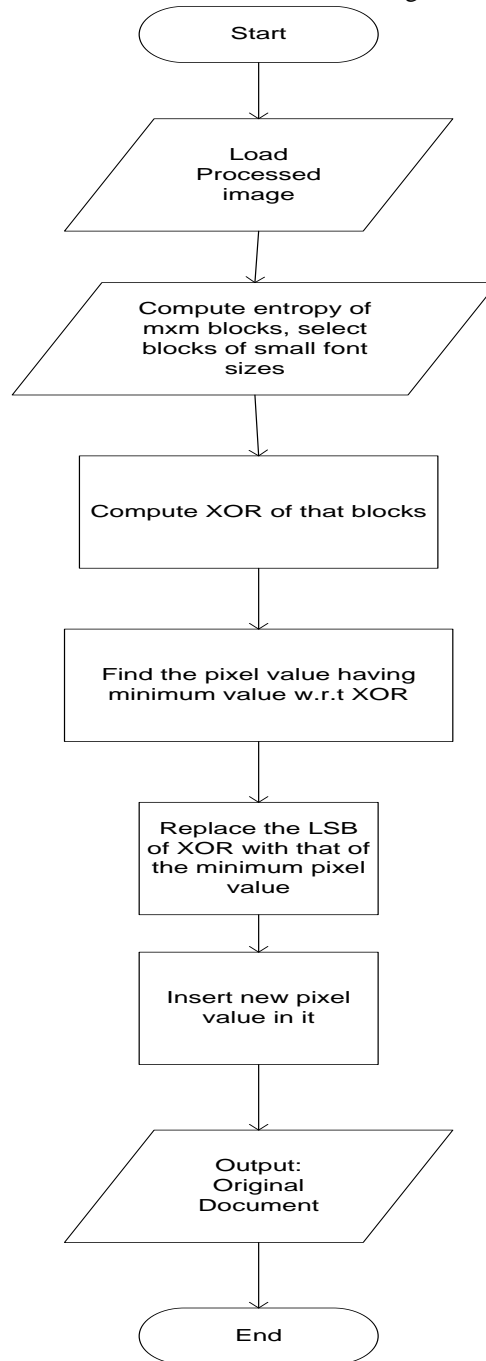 Start
Load
Processed
image
Compute entropy of
mxm blocks, select
blocks of small font
sizes
Compute XOR of that blocks
Find the pixel value having
minimum value w.r.t XOR
Replace the LSB
of XOR with that of
the minimum pixel
value
Insert new pixel
value in it
Output:
Original
Document
End